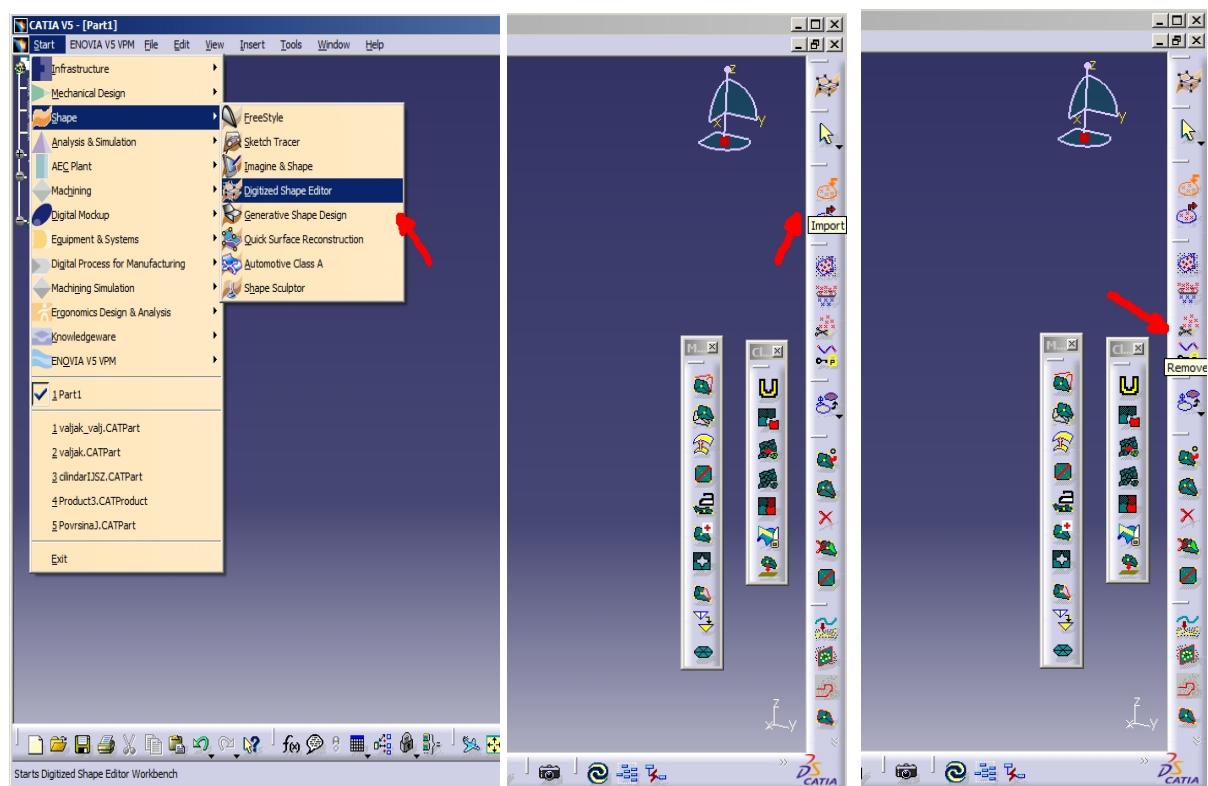 CATIA V5 - [Part1]
Start ENOVIA V5 VPM File Edit View Insert Tools Window Help
Infrastructure
Mechanical Design
Shape
Analysis & Simulation
AEC Plant
Machining
Digital Mockup
Equipment & Systems
Digital Process for Manufacturing
Machining Simulation
Ergonomics Design & Analysis
Knowledgeware
ENOVIA V5 VPM
1 Part1
1 valjak_valj.CATPart
2 valjak.CATPart
3 cilindarIJSZ.CATPart
4 Product3.CATProduct
5 PovrsinaJ.CATPart
Exit
FreeStyle
Sketch Tracer
Imagine & Shape
Digitized Shape Editor
Generative Shape Design
Quick Surface Reconstruction
Automotive Class A
Shape Sculptor
f(x)
Starts Digitized Shape Editor Workbench
z
x y
Import
M...
Cl...
z
x y
CATIA
z
x y
Remove
M...
Cl...
z
x y
CATIA